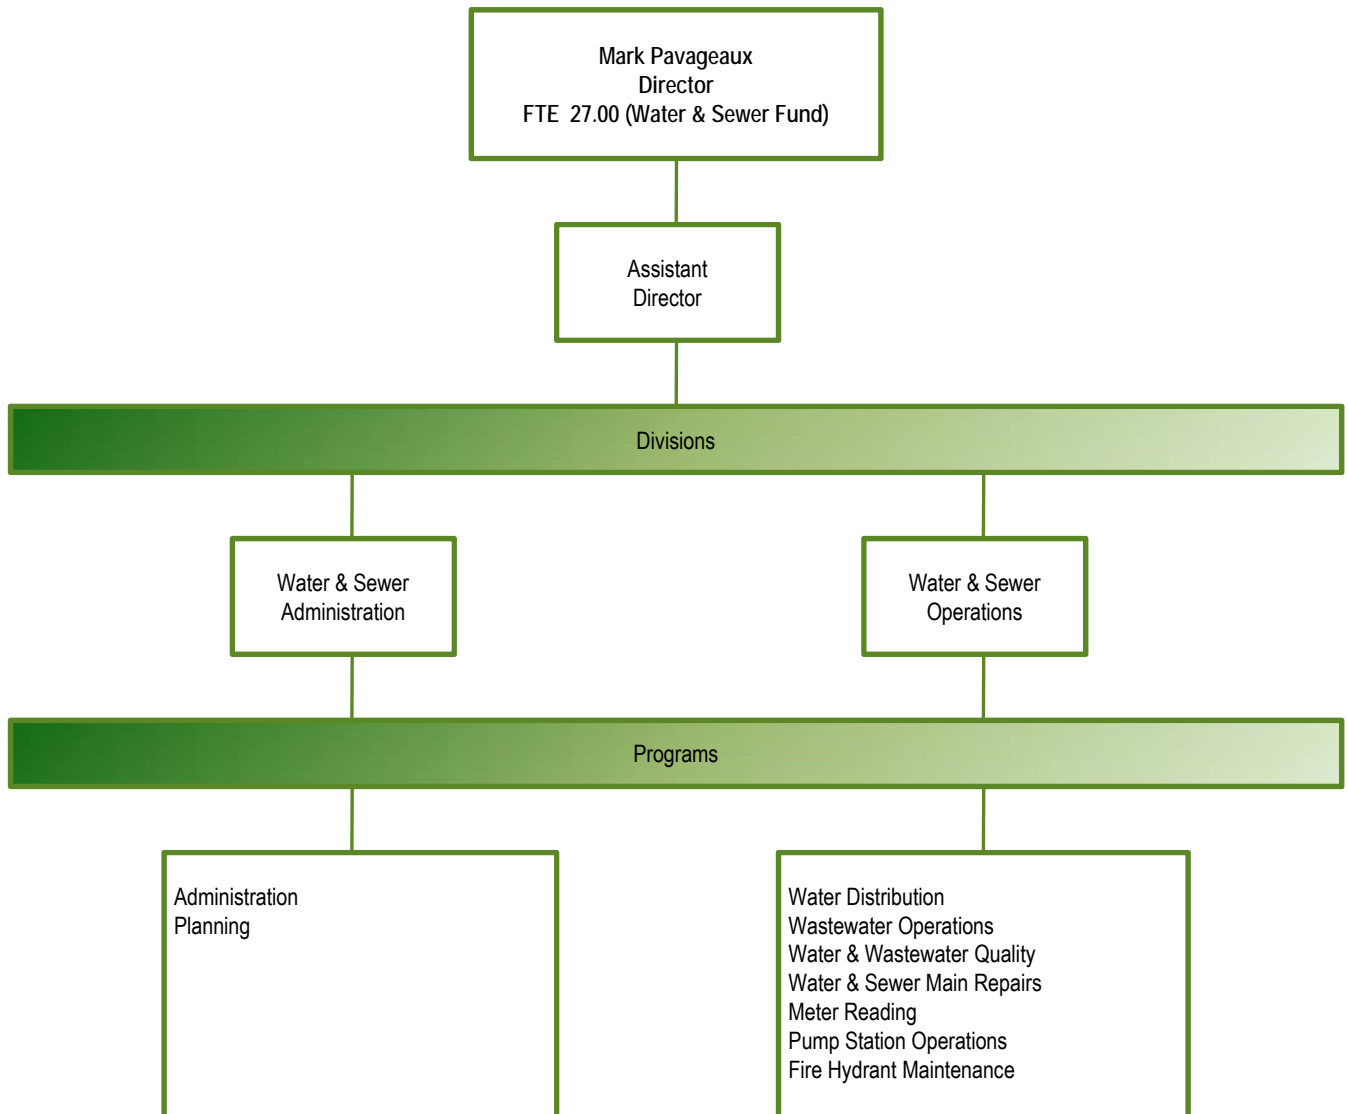 Mark Pavageaux
Director
FTE 27.00 (Water & Sewer Fund)
Assistant
Director
Divisions
Water & Sewer
Administration
Water & Sewer
Operations
Programs
Administration
Planning
Water Distribution
Wastewater Operations
Water & Wastewater Quality
Water & Sewer Main Repairs
Meter Reading
Pump Station Operations
Fire Hydrant Maintenance